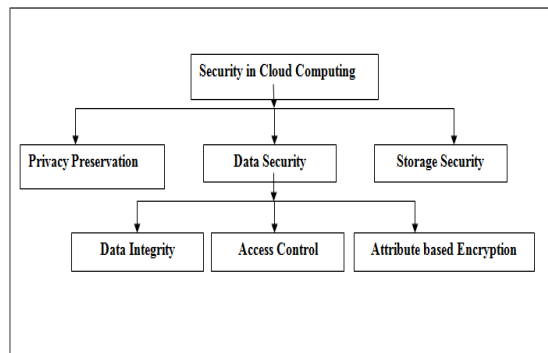 Security in Cloud Computing
Privacy Preservation
Data Security
Storage Security
Data Integrity
Access Control
Attribute based Encryption